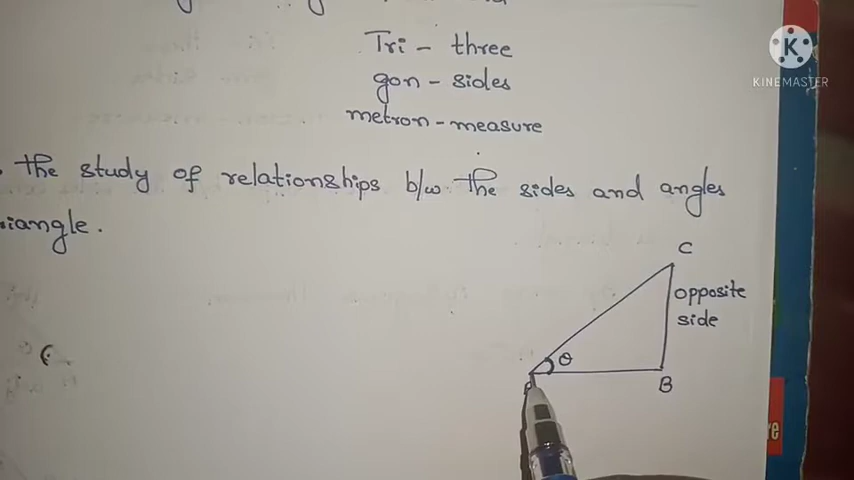 Tri - three
gon - sides
metron - measure
The study of relationships b/w the sides and angles
riangle.
C
opposite
side
θ
B
K
KINEMASTER